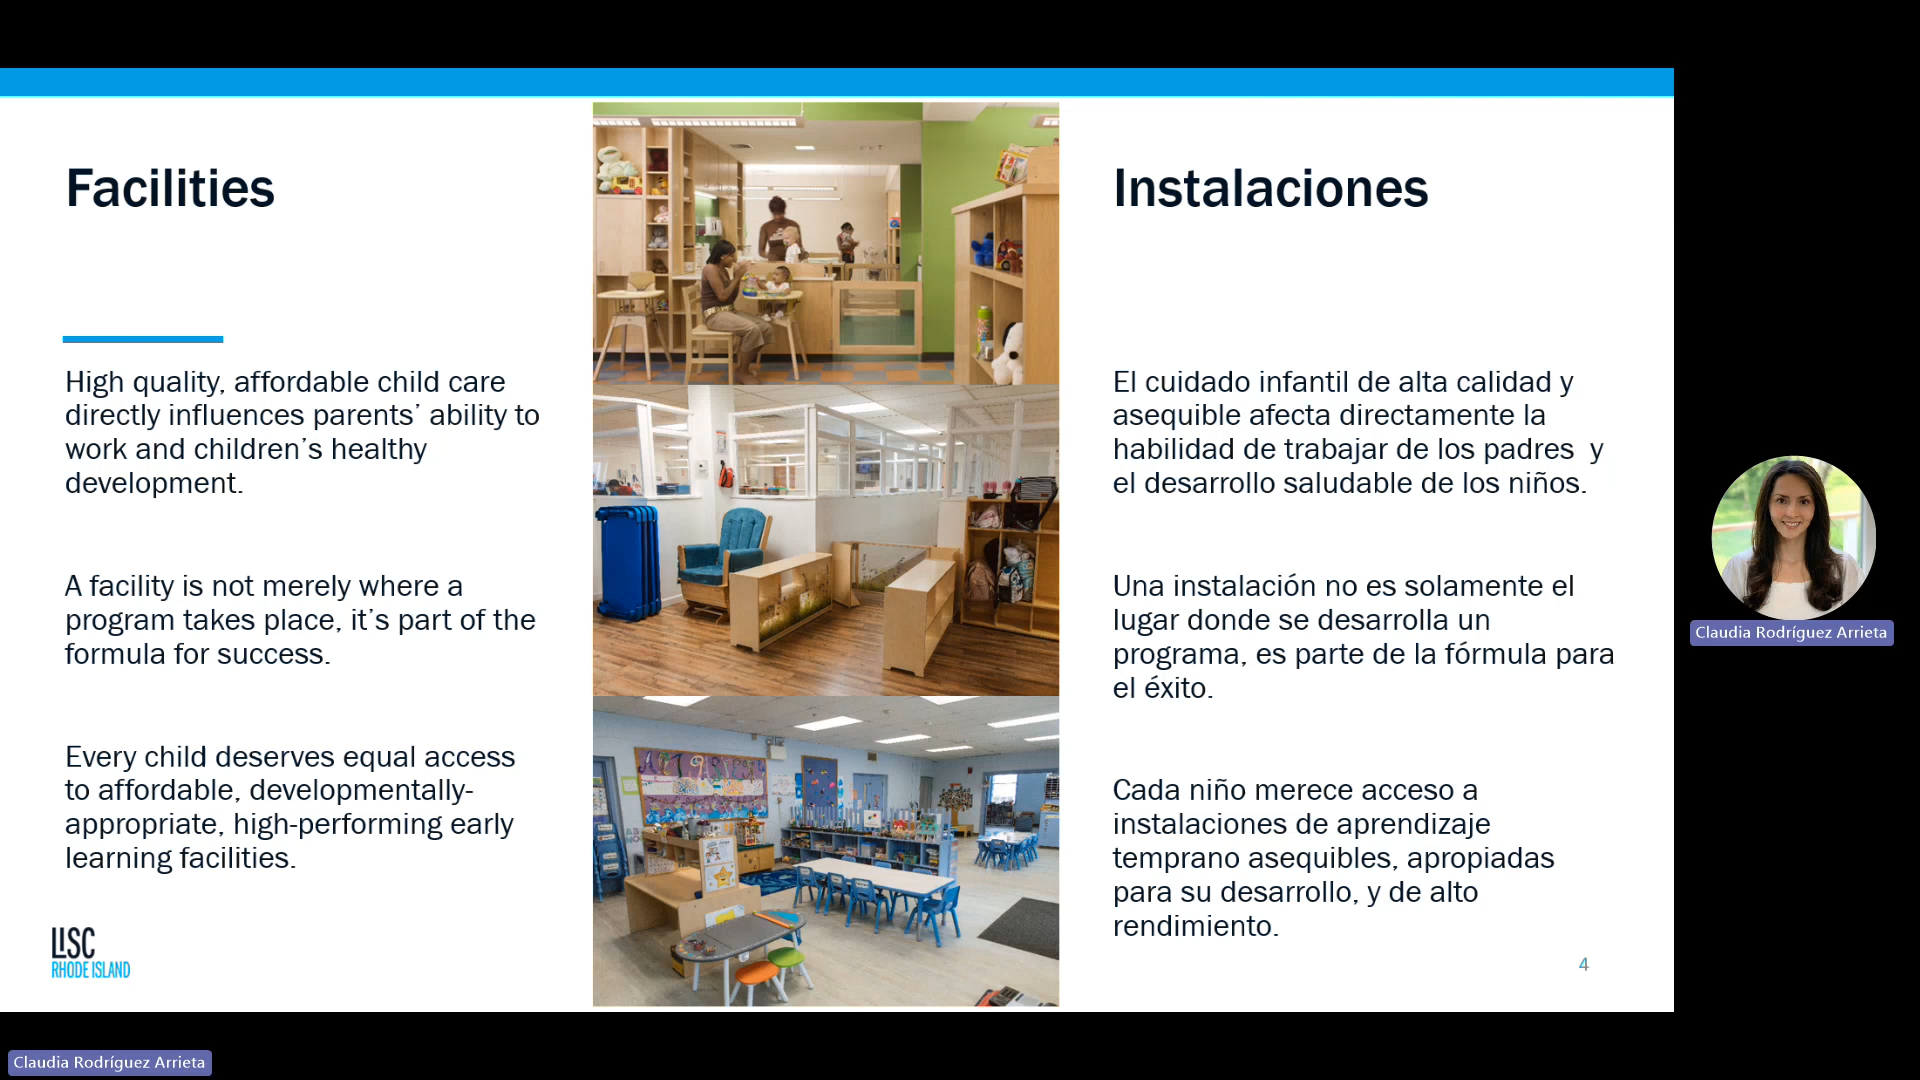 Facilities
High quality, affordable child care
directly influences parents’ ability to
work and children’s healthy
development.
A facility is not merely where a
program takes place, it’s part of the
formula for success.
Every child deserves equal access
to affordable, developmentally-
appropriate, high-performing early
learning facilities.
LISC
RHODE ISLAND
Instalaciones
El cuidado infantil de alta calidad y
asequible afecta directamente la
habilidad de trabajar de los padres  y
el desarrollo saludable de los niños.
Una instalación no es solamente el
lugar donde se desarrolla un
programa, es parte de la fórmula para
el éxito.
Cada niño merece acceso a
instalaciones de aprendizaje
temprano asequibles, apropiadas
para su desarrollo, y de alto
rendimiento.
4
Claudia Rodríguez Arrieta
Claudia Rodríguez Arrieta